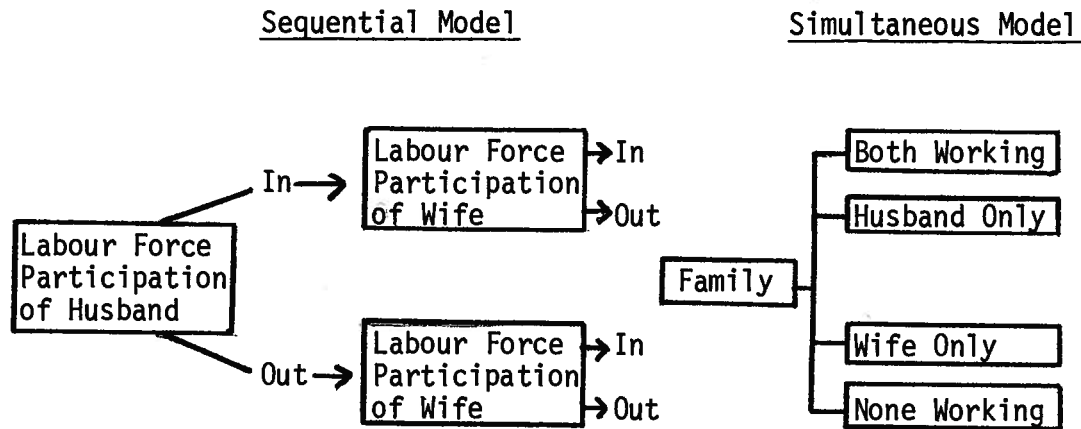 Sequential Model
Simultaneous Model
Labour Force
Participation
of Husband
In
Labour Force
Participation
of Wife
In
Out
Out
Labour Force
Participation
of Wife
In
Out
Family
Both Working
Husband Only
Wife Only
None Working